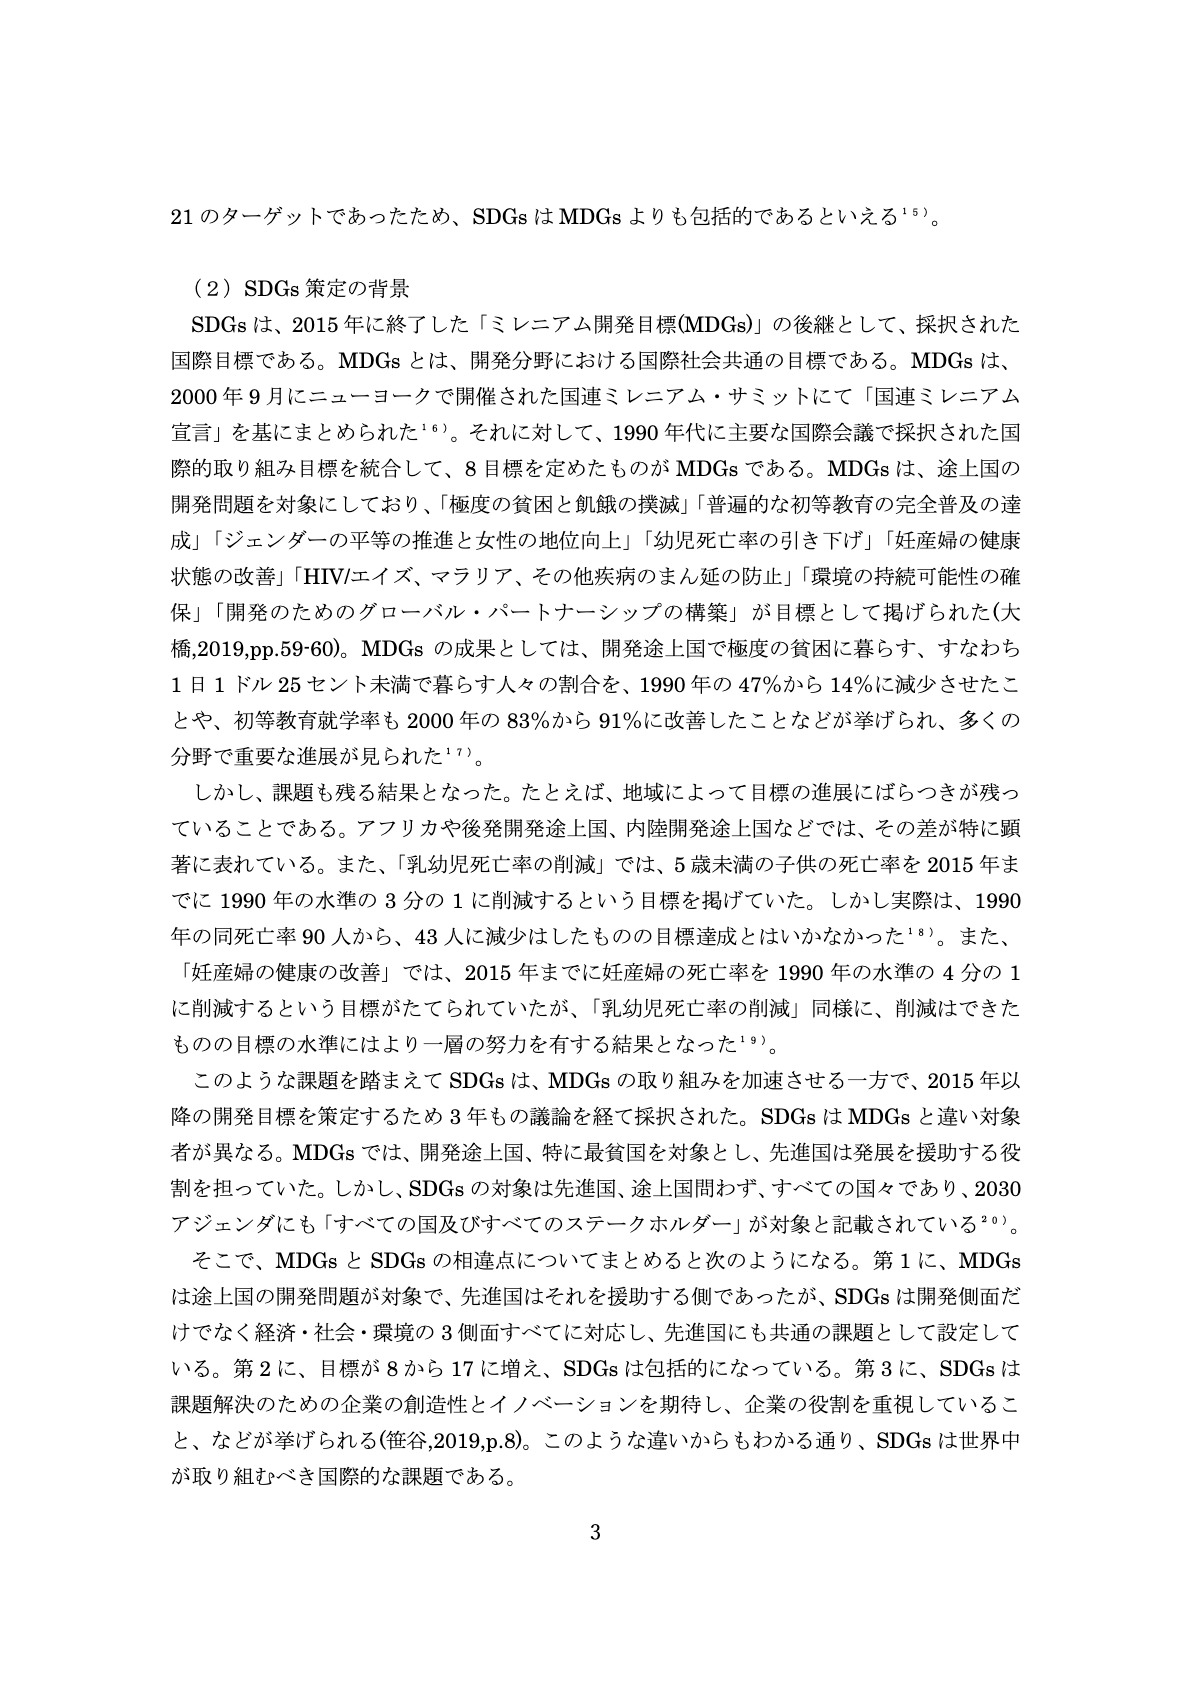 21 のターゲットであったため、SDGs は MDGs よりも包括的であるといえる¹⁵⁾。
（2）SDGs 策定の背景
SDGs は、2015 年に終了した「ミレニアム開発目標(MDGs)」の後継として、採択された
国際目標である。MDGs とは、開発分野における国際社会共通の目標である。MDGs は、
2000 年 9 月にニューヨークで開催された国連ミレニアム・サミットにて「国連ミレニアム
宣言」を基にまとめられた¹⁶⁾。それに対して、1990 年代に主要な国際会議で採択された国
際的取り組み目標を統合して、8 目標を定めたものが MDGs である。MDGs は、途上国の
開発問題を対象にしており、「極度の貧困と飢餓の撲滅」「普遍的な初等教育の完全普及の達
成」「ジェンダーの平等の推進と女性の地位向上」「幼児死亡率の引き下げ」「妊産婦の健康
状態の改善」「HIV/エイズ、マラリア、その他疾病のまん延の防止」「環境の持続可能性の確
保」「開発のためのグローバル・パートナーシップの構築」が目標として掲げられた(大
橋,2019,pp.59-60)。MDGs の成果としては、開発途上国で極度の貧困に暮らす、すなわち
1 日 1 ドル 25 セント未満で暮らす人々の割合を、1990 年の 47%から 14%に減少させたこ
とや、初等教育就学率も 2000 年の 83%から 91%に改善したことなどが挙げられ、多くの
分野で重要な進展が見られた¹⁷⁾。
しかし、課題も残る結果となった。たとえば、地域によって目標の進展にばらつきが残っ
ていることである。アフリカや後発開発途上国、内陸開発途上国などでは、その差が特に顕
著に表れている。また、「乳幼児死亡率の削減」では、5 歳未満の子供の死亡率を 2015 年ま
でに 1990 年の水準の 3 分の 1 に削減するという目標を掲げていた。しかし実際は、1990
年の同死亡率 90 人から、43 人に減少はしたものの目標達成とはいかなかった¹⁸⁾。また、
「妊産婦の健康の改善」では、2015 年までに妊産婦の死亡率を 1990 年の水準の 4 分の 1
に削減するという目標がたてられていたが、「乳幼児死亡率の削減」同様に、削減はできた
ものの目標の水準にはより一層の努力を有する結果となった¹⁹⁾。
このような課題を踏まえて SDGs は、MDGs の取り組みを加速させる一方で、2015 年以
降の開発目標を策定するため 3 年もの議論を経て採択された。SDGs は MDGs と違い対象
者が異なる。MDGs では、開発途上国、特に最貧国を対象とし、先進国は発展を援助する役
割を担っていた。しかし、SDGs の対象は先進国、途上国問わず、すべての国々であり、2030
アジェンダにも「すべての国及びすべてのステークホルダー」が対象と記載されている²⁰⁾。
そこで、MDGs と SDGs の相違点についてまとめると次のようになる。第 1 に、MDGs
は途上国の開発問題が対象で、先進国はそれを援助する側であったが、SDGs は開発側面だ
けでなく経済・社会・環境の 3 側面すべてに対応し、先進国にも共通の課題として設定して
いる。第 2 に、目標が 8 から 17 に増え、SDGs は包括的になっている。第 3 に、SDGs は
課題解決のための企業の創造性とイノベーションを期待し、企業の役割を重視しているこ
と、などが挙げられる(笹谷,2019,p.8)。このような違いからもわかる通り、SDGs は世界中
が取り組むべき国際的な課題である。
3